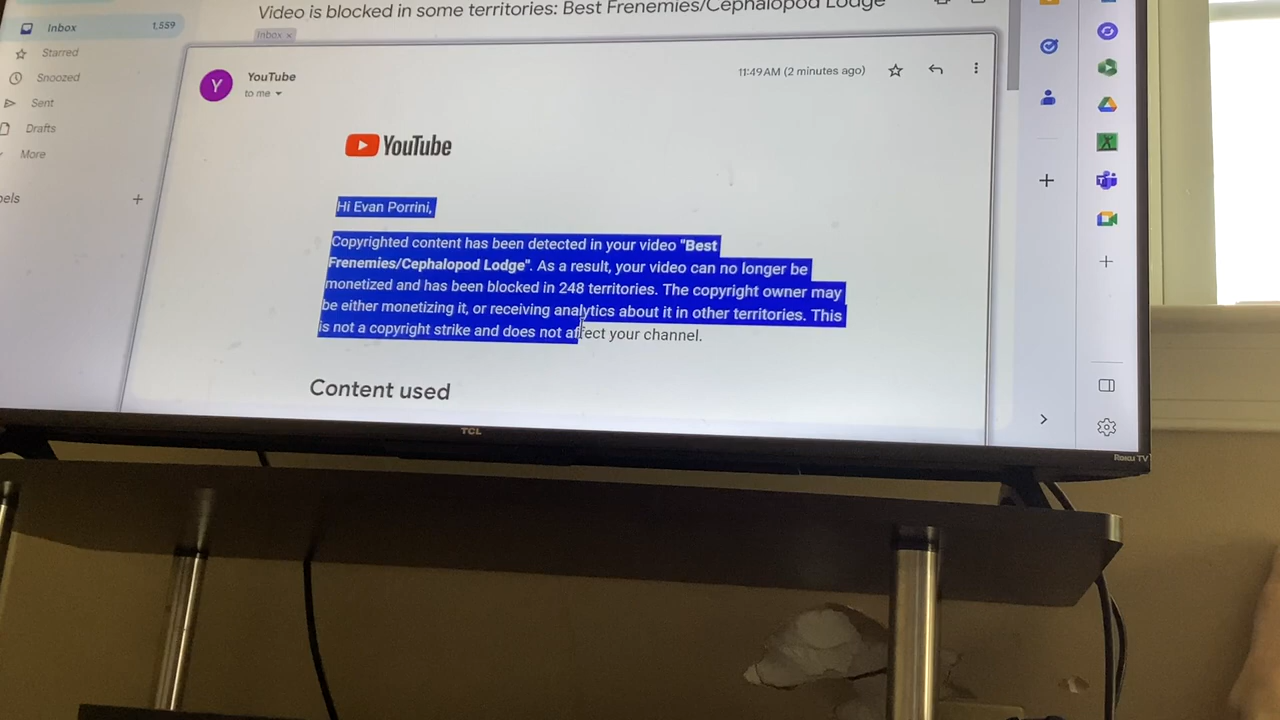 Video is blocked in some territories: Best Frenemies/Cephalopod Lodge
Inbox 1,559
Inbox ×
Starred
Snoozed
Sent
Drafts
More
Y
YouTube
to me
11:49 AM (2 minutes ago)
YouTube
Hi Evan Porrini,
Copyrighted content has been detected in your video "Best
Frenemies/Cephalopod Lodge". As a result, your video can no longer be
monetized and has been blocked in 248 territories. The copyright owner may
be either monetizing it, or receiving analytics about it in other territories. This
is not a copyright strike and does not affect your channel.
Content used
TCL
Roku TV